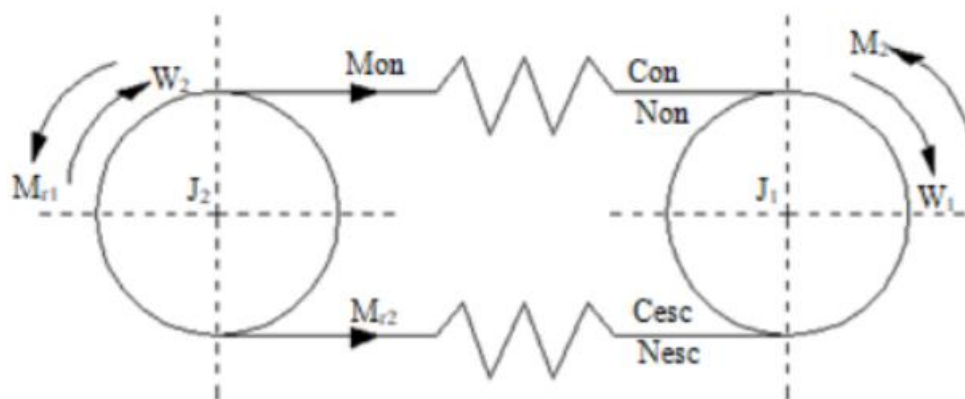 Mon
Con
Non
M₂
W₂
Mᵣ₁
J₂
J₁
W₁
Mᵣ₂
Cesc
Nesc